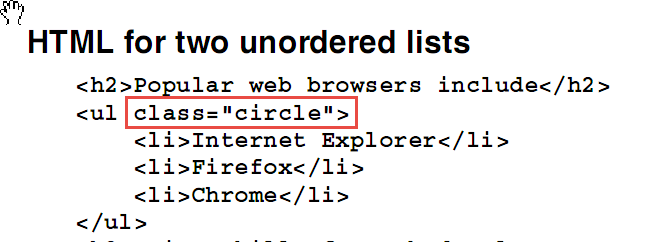 HTML for two unordered lists
<h2>Popular web browsers include</h2>
<ul class="circle">
<li>Internet Explorer</li>
<li>Firefox</li>
<li>Chrome</li>
</ul>